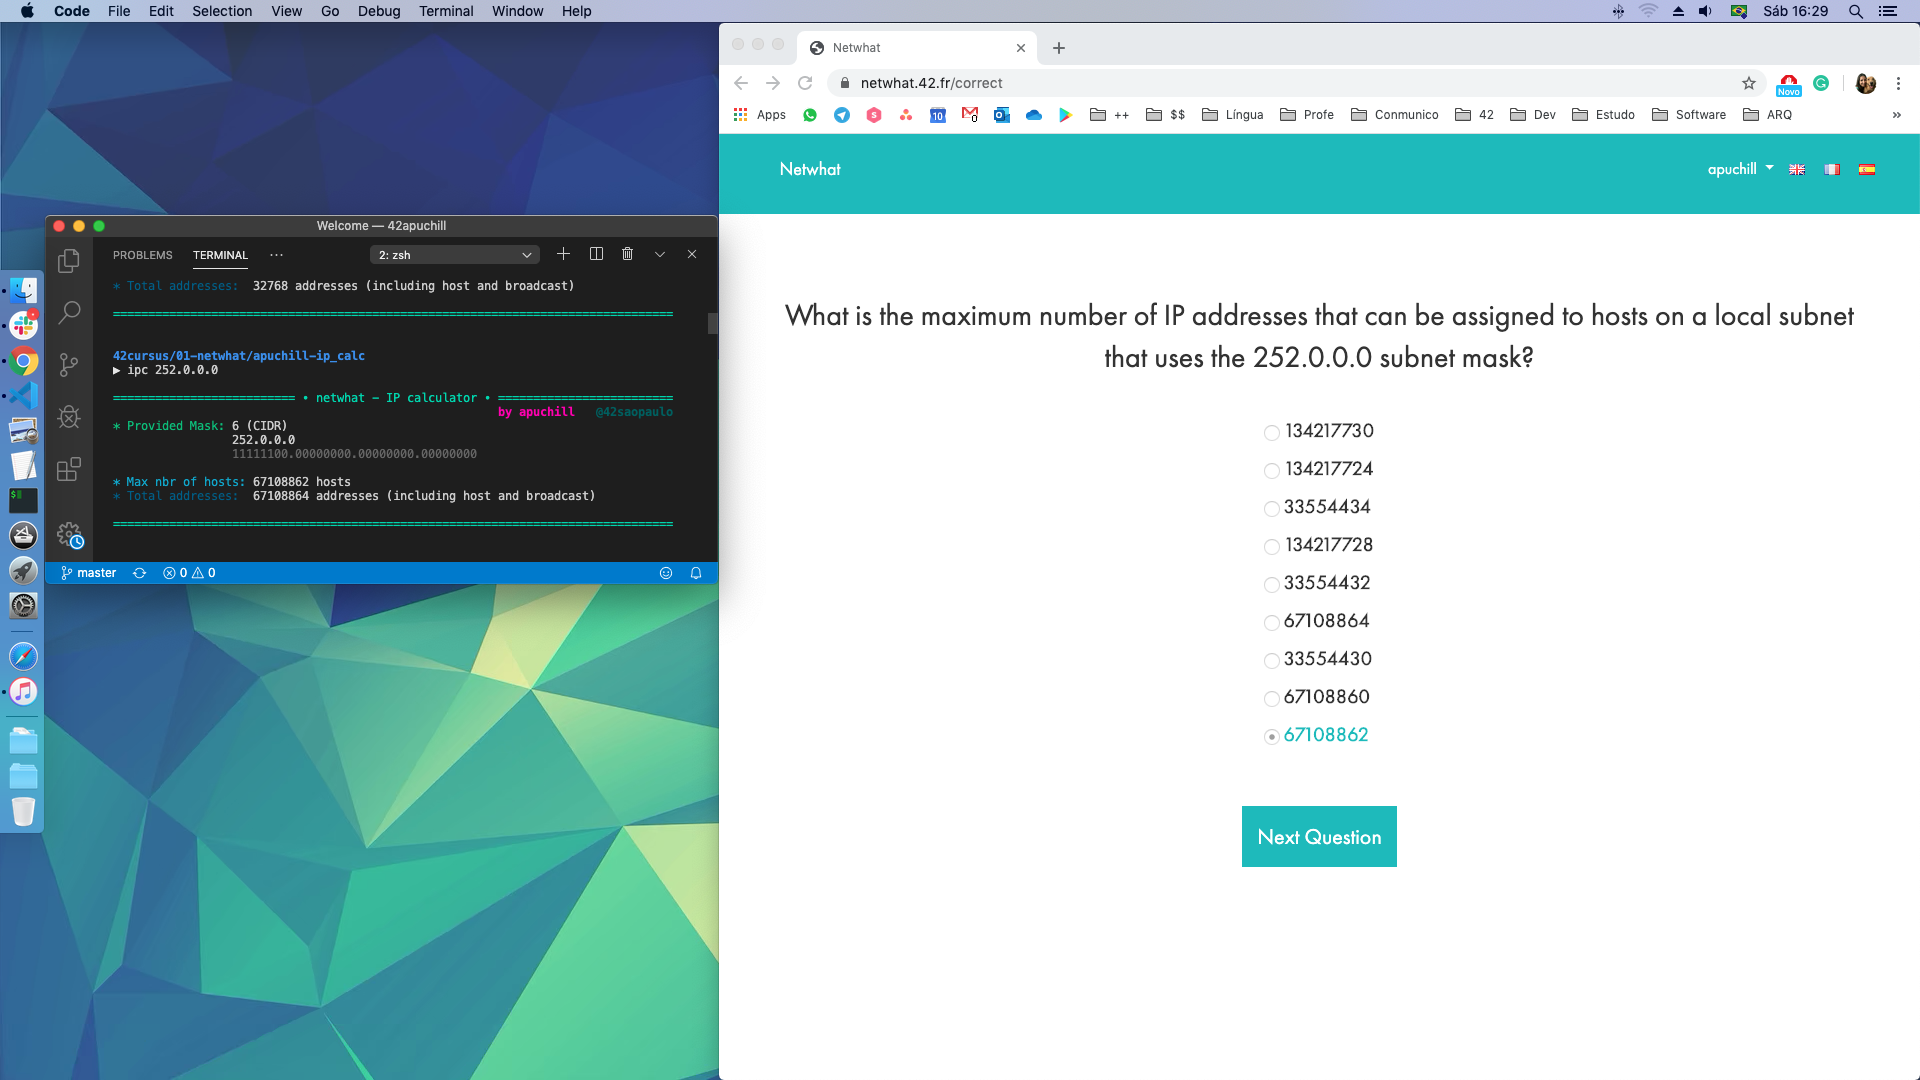 Code File Edit Selection View Go Debug Terminal Window Help
Sáb 16:29
Netwhat
netwhat.42.fr/correct
Novo
Apps
10
0
++
$$
Língua
Profe
Conmunico
42
Dev
Estudo
Software
ARQ
»
Netwhat
apuchill
Welcome — 42apuchill
PROBLEMS TERMINAL ···
2: zsh
* Total addresses: 32768 addresses (including host and broadcast)
42cursus/01-netwhat/apuchill-ip_calc
▶ ipc 252.0.0.0
• netwhat - IP calculator •
by apuchill @42saopaulo
* Provided Mask: 6 (CIDR)
252.0.0.0
11111100.00000000.00000000.00000000
* Max nbr of hosts: 67108862 hosts
* Total addresses: 67108864 addresses (including host and broadcast)
master
0 0
What is the maximum number of IP addresses that can be assigned to hosts on a local subnet
that uses the 252.0.0.0 subnet mask?
134217730
134217724
33554434
134217728
33554432
67108864
33554430
67108860
67108862
Next Question